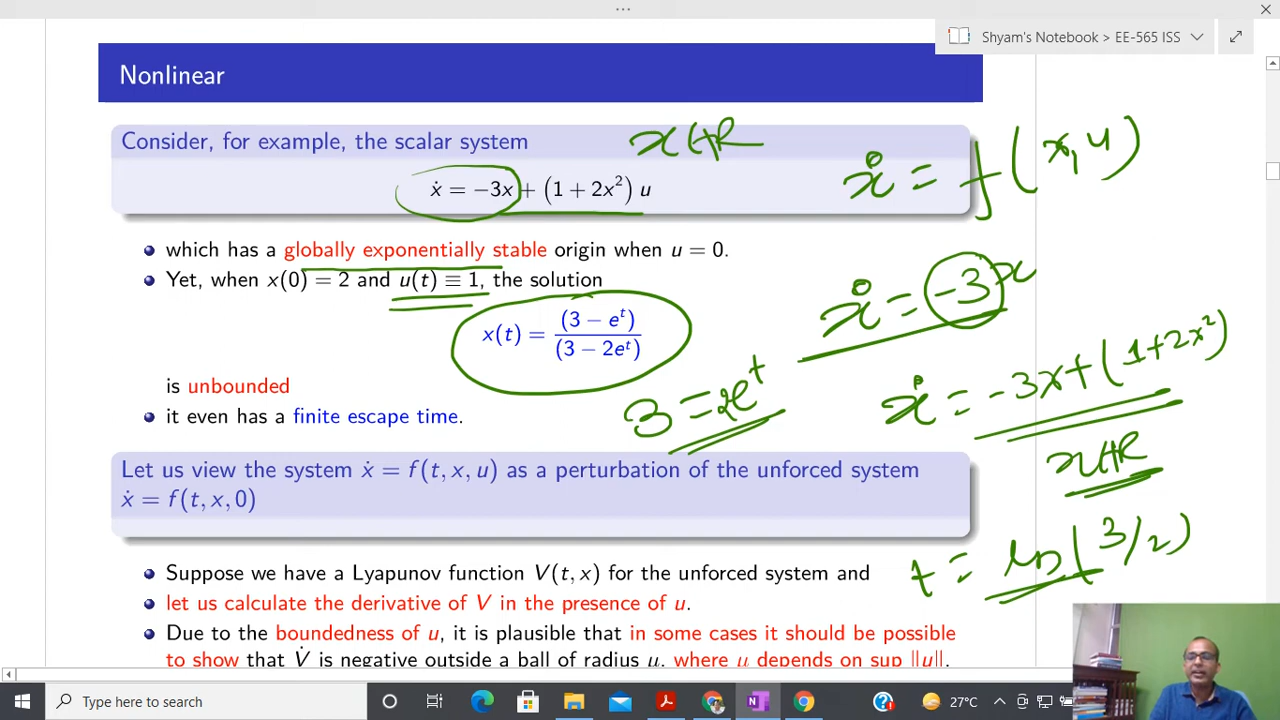 Shyam's Notebook > EE-565 ISS
Nonlinear
Consider, for example, the scalar system
ẋ = −3x + (1 + 2x²) u
which has a globally exponentially stable origin when u = 0.
Yet, when x(0) = 2 and u(t) ≡ 1, the solution
x(t) = (3 − eᵗ) / (3 − 2eᵗ)
is unbounded
it even has a finite escape time.
Let us view the system ẋ = f(t, x, u) as a perturbation of the unforced system
ẋ = f(t, x, 0)
Suppose we have a Lyapunov function V(t, x) for the unforced system and
let us calculate the derivative of V in the presence of u.
Due to the boundedness of u, it is plausible that in some cases it should be possible
to show that V̇ is negative outside a ball of radius μ, where μ depends on sup ‖u‖.
ẋ = f(x, u)
ẋ = −3x
3 = 2eᵗ
ẋ = −3x + (1+2x²)
t = ln(3/2)
Type here to search
27°C